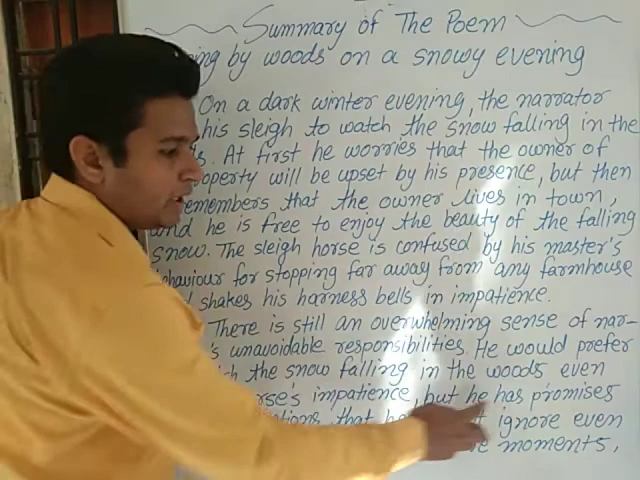 Summary of The Poem
by woods on a snowy evening
On a dark winter evening, the narrator
his sleigh to watch the snow falling in the
. At first he worries that the owner of
operty will be upset by his presence, but then
emembers that the owner lives in town,
and he is free to enjoy the beauty of the falling
snow. The sleigh horse is confused by his master's
ehaviour for stopping far away from any farmhouse
shakes his harness bells in impatience.
There is still an overwhelming sense of nar-
's unavoidable responsibilities. He would prefer
the snow falling in the woods even
rse's impatience, but he has promises
that ignore even
moments,